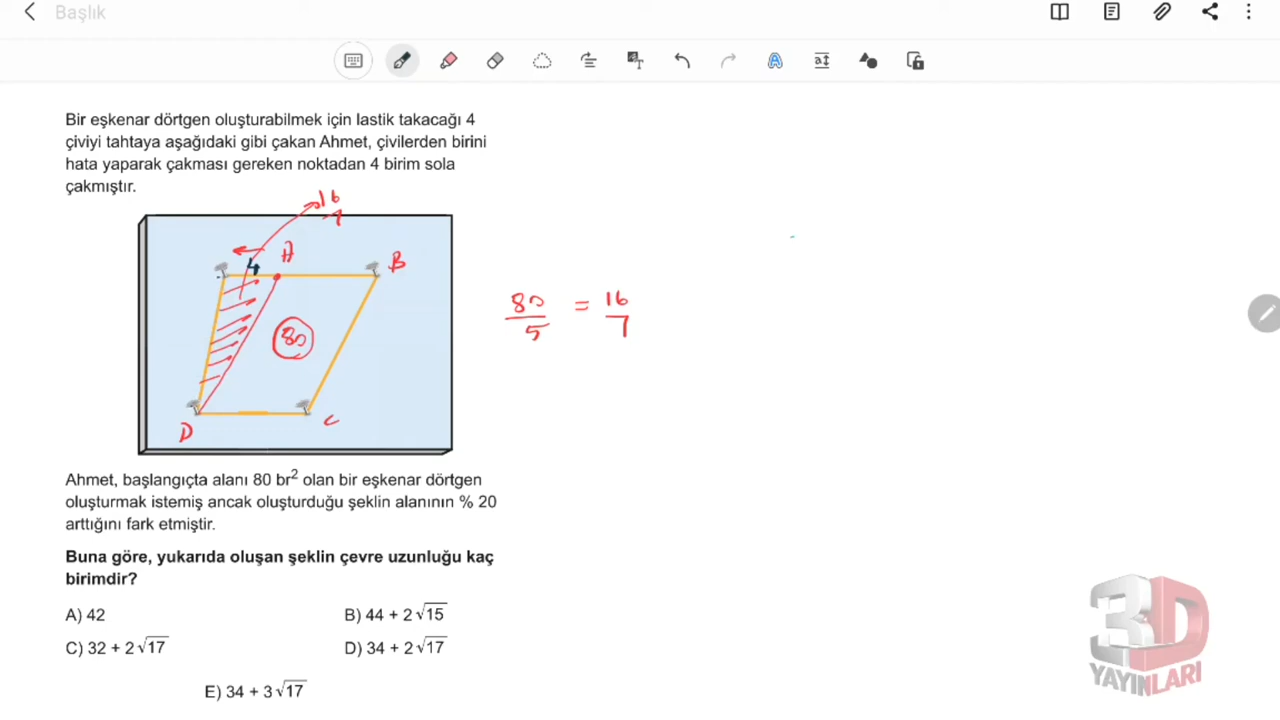 Başlık
Bir eşkenar dörtgen oluşturabilmek için lastik takacağı 4
çiviyi tahtaya aşağıdaki gibi çakan Ahmet, çivilerden birini
hata yaparak çakması gereken noktadan 4 birim sola
çakmıştır.
16
7
A
4
B
80
D
C
80
5
=
16
7
Ahmet, başlangıçta alanı 80 br² olan bir eşkenar dörtgen
oluşturmak istemiş ancak oluşturduğu şeklin alanının % 20
arttığını fark etmiştir.
Buna göre, yukarıda oluşan şeklin çevre uzunluğu kaç
birimdir?
A) 42
B) 44 + 2√15
C) 32 + 2√17
D) 34 + 2√17
E) 34 + 3√17
3D
YAYINLARI